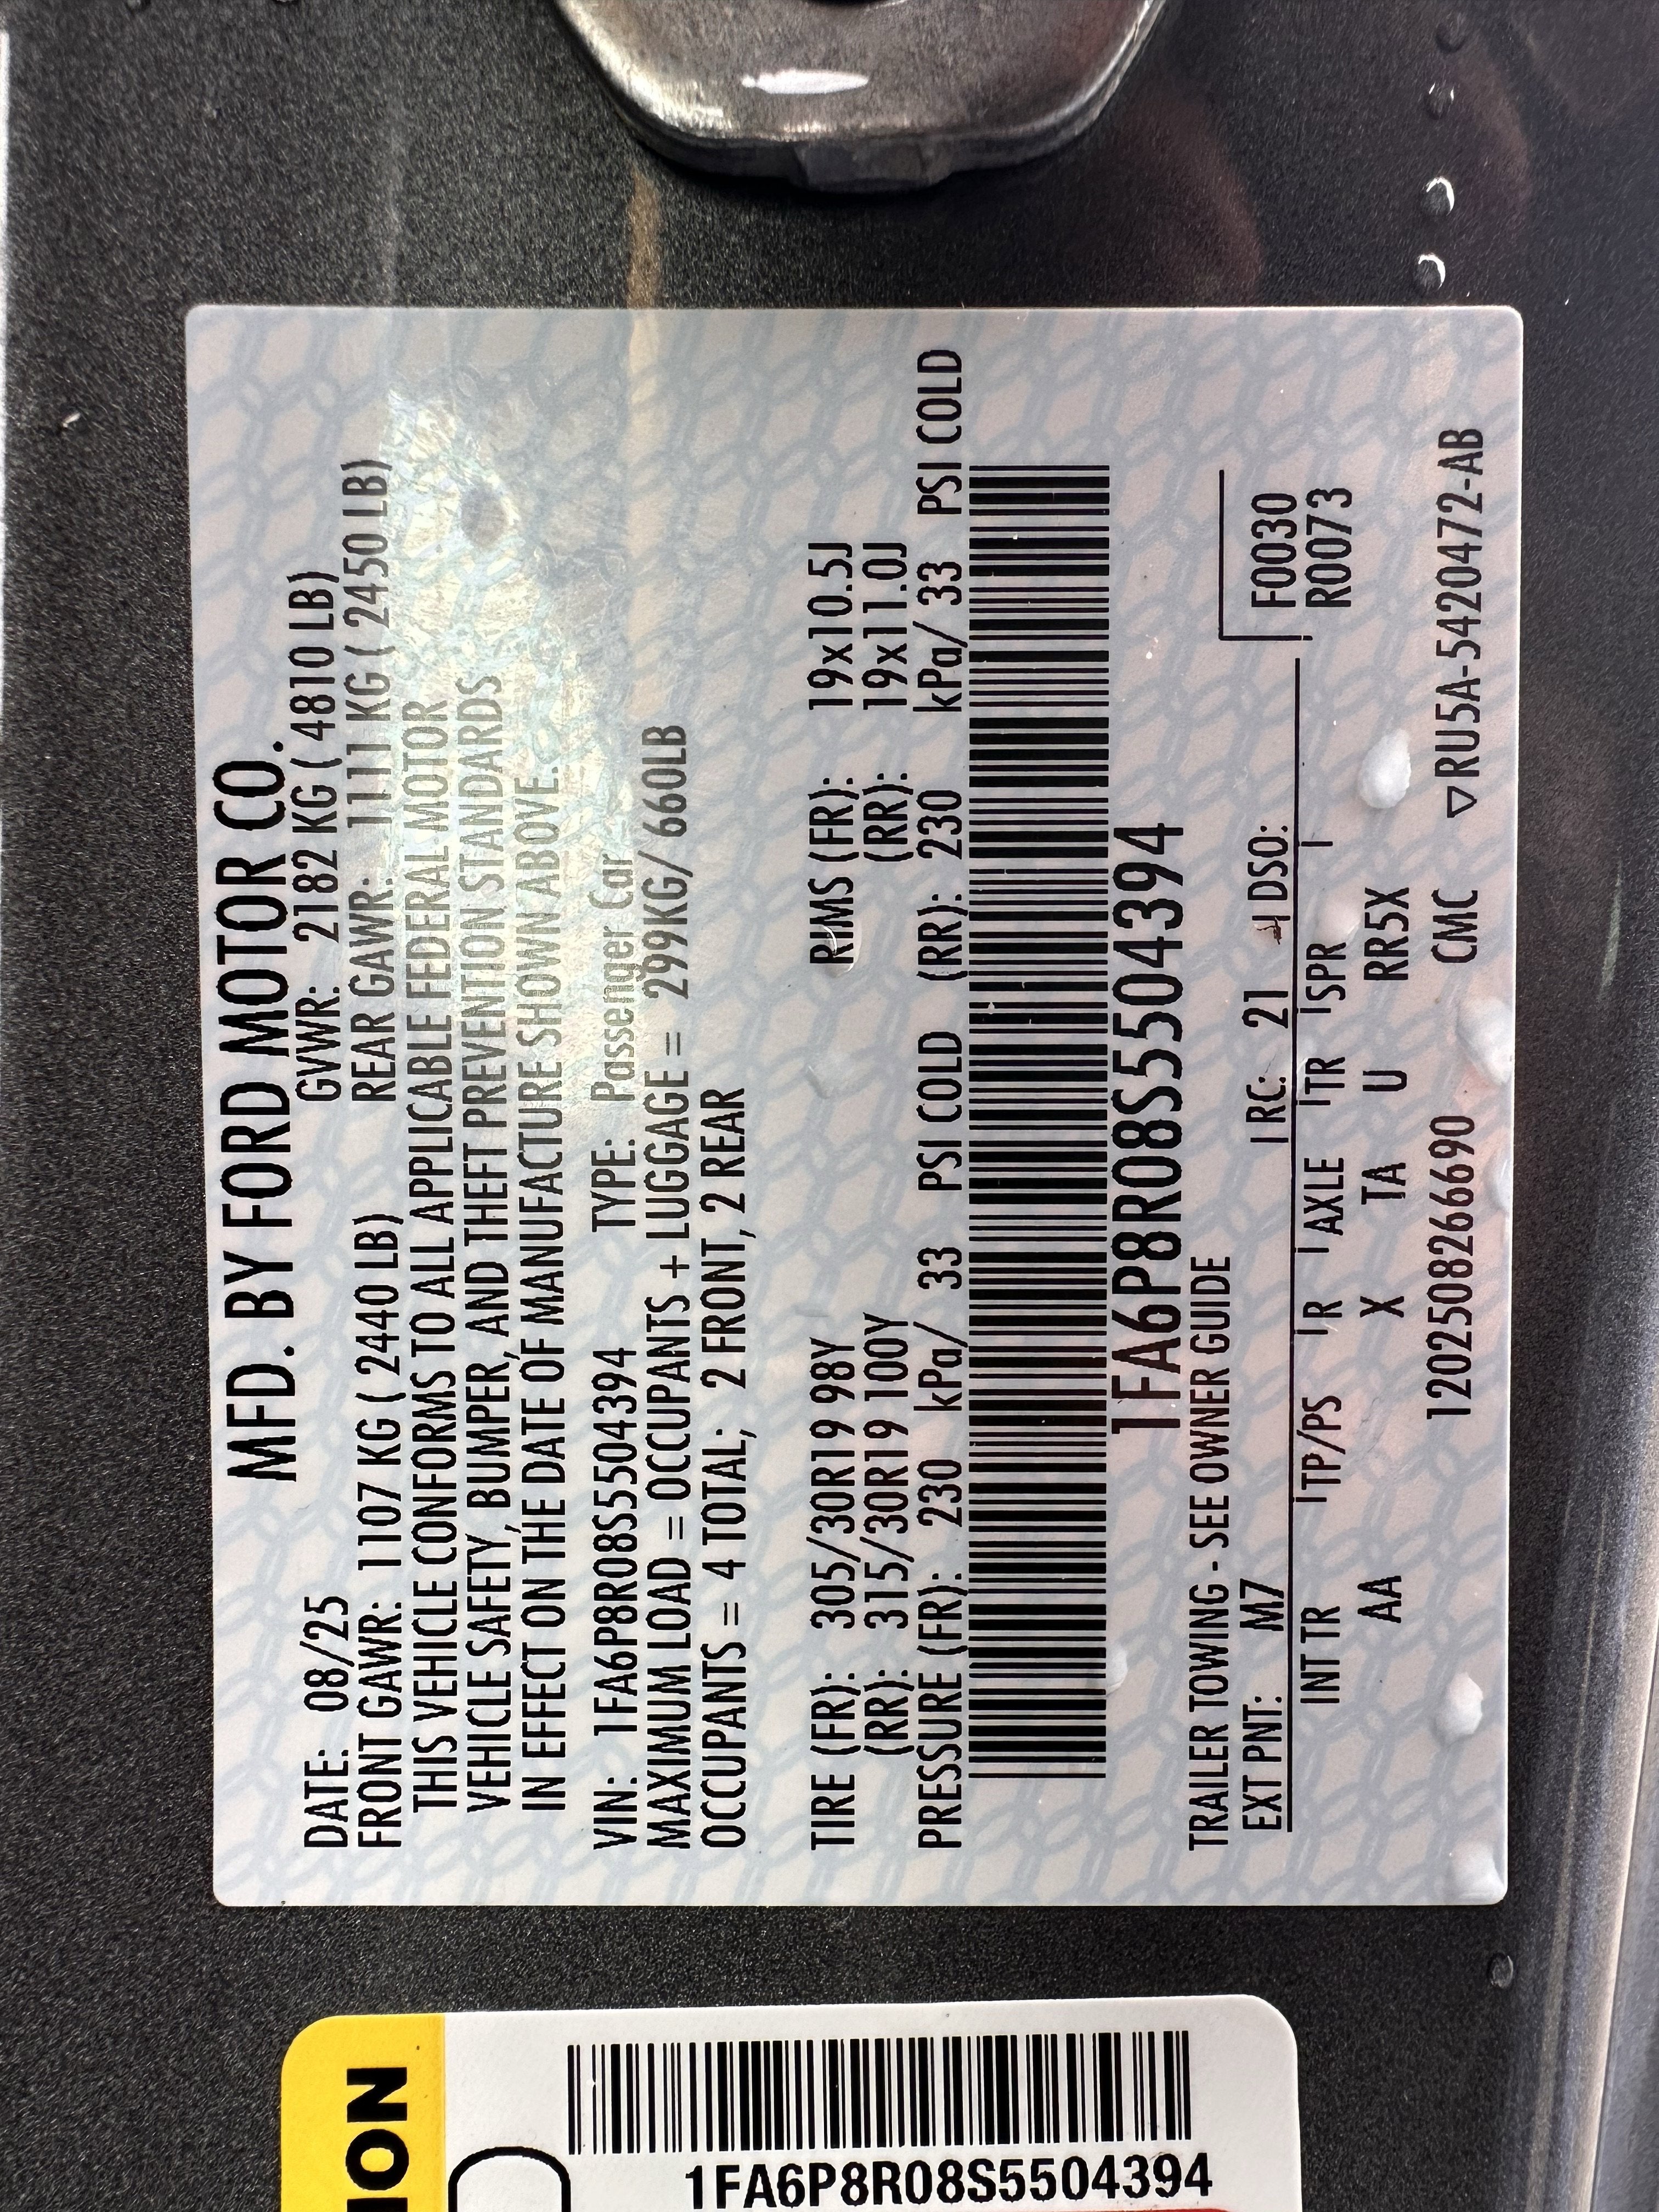 MFD. BY FORD MOTOR CO.
DATE: 08/25 GVWR: 2182 KG ( 4810 LB)
FRONT GAWR: 1107 KG ( 2440 LB) REAR GAWR: 1111 KG ( 2450 LB)
THIS VEHICLE CONFORMS TO ALL APPLICABLE FEDERAL MOTOR
VEHICLE SAFETY, BUMPER, AND THEFT PREVENTION STANDARDS
IN EFFECT ON THE DATE OF MANUFACTURE SHOWN ABOVE.
VIN: 1FA6P8R08S5504394 TYPE: Passenger Car
MAXIMUM LOAD = OCCUPANTS + LUGGAGE = 299KG/ 660LB
OCCUPANTS = 4 TOTAL; 2 FRONT, 2 REAR
TIRE (FR): 305/30R19 98Y RIMS (FR): 19x10.5J
(RR): 315/30R19 100Y (RR): 19x11.0J
PRESSURE (FR): 230 kPa/ 33 PSI COLD (RR): 230 kPa/ 33 PSI COLD
1FA6P8R08S5504394
TRAILER TOWING - SEE OWNER GUIDE
EXT PNT: M7 RC: 21 DSO: F0030
R0073
INT TR TP/PS R AXLE TR SPR
AA X TA U RR5X
1202508266690 CMC ▽RU5A-5420472-AB
ION
1FA6P8R08S5504394